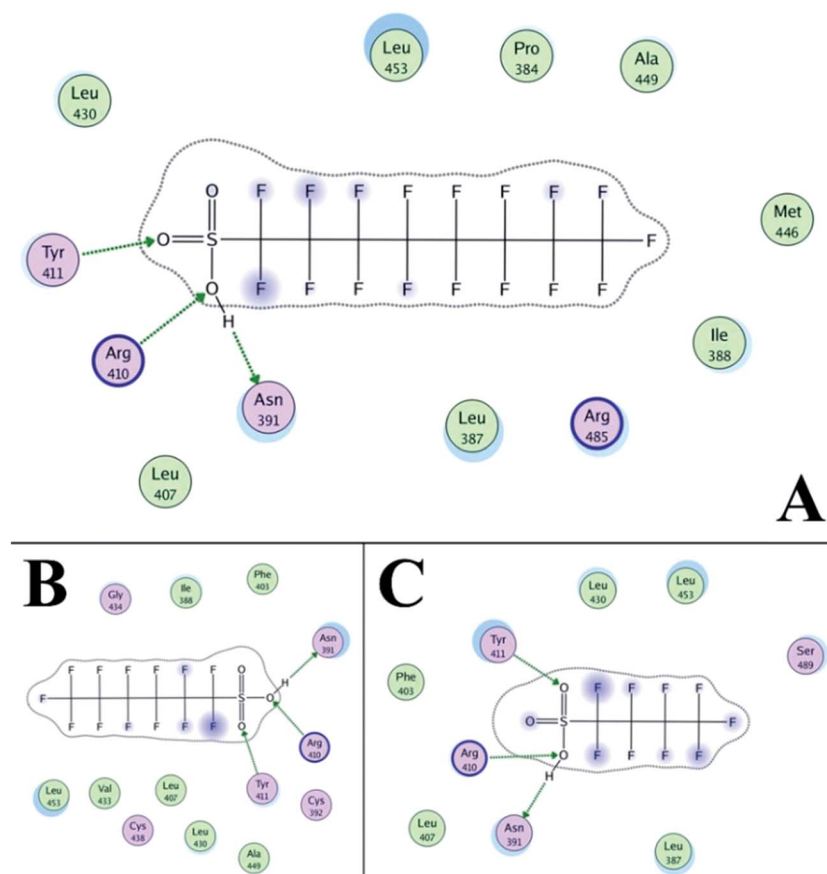 Leu
453
Pro
384
Ala
449
Leu
430
O F F F F F F F F
Met
446
Tyr
411
O S F
O F F F F F F F F
H
Ile
388
Arg
410
Asn
391
Leu
387
Arg
485
Leu
407
A
B
Gly
434
Ile
388
Phe
403
Asn
391
F F F F F F O H
F S O
F F F F F F O
Arg
410
Leu
453
Val
433
Leu
407
Tyr
411
Cys
392
Cys
438
Leu
430
Ala
449
C
Leu
430
Leu
453
Tyr
411
Ser
489
Phe
403
O F F F F
O S F
Arg
410
O F F F F
H
Leu
407
Asn
391
Leu
387